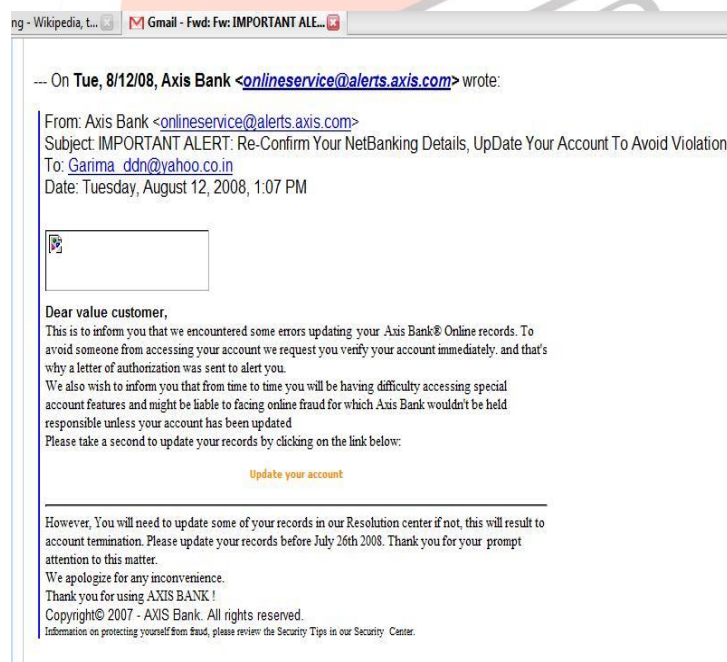 ng - Wikipedia, t...
Gmail - Fwd: Fw: IMPORTANT ALE...
--- On Tue, 8/12/08, Axis Bank <onlineservice@alerts.axis.com> wrote:
From: Axis Bank <onlineservice@alerts.axis.com>
Subject: IMPORTANT ALERT: Re-Confirm Your NetBanking Details, UpDate Your Account To Avoid Violation
To: Garima_ddn@yahoo.co.in
Date: Tuesday, August 12, 2008, 1:07 PM
Dear value customer,
This is to inform you that we encountered some errors updating your Axis Bank® Online records. To
avoid someone from accessing your account we request you verify your account immediately. and that's
why a letter of authorization was sent to alert you.
We also wish to inform you that from time to time you will be having difficulty accessing special
account features and might be liable to facing online fraud for which Axis Bank wouldn't be held
responsible unless your account has been updated
Please take a second to update your records by clicking on the link below:
Update your account
However, You will need to update some of your records in our Resolution center if not, this will result to
account termination. Please update your records before July 26th 2008. Thank you for your prompt
attention to this matter.
We apologize for any inconvenience.
Thank you for using AXIS BANK !
Copyright© 2007 - AXIS Bank. All rights reserved.
Information on protecting yourself from fraud, please review the Security Tips in our Security Center.